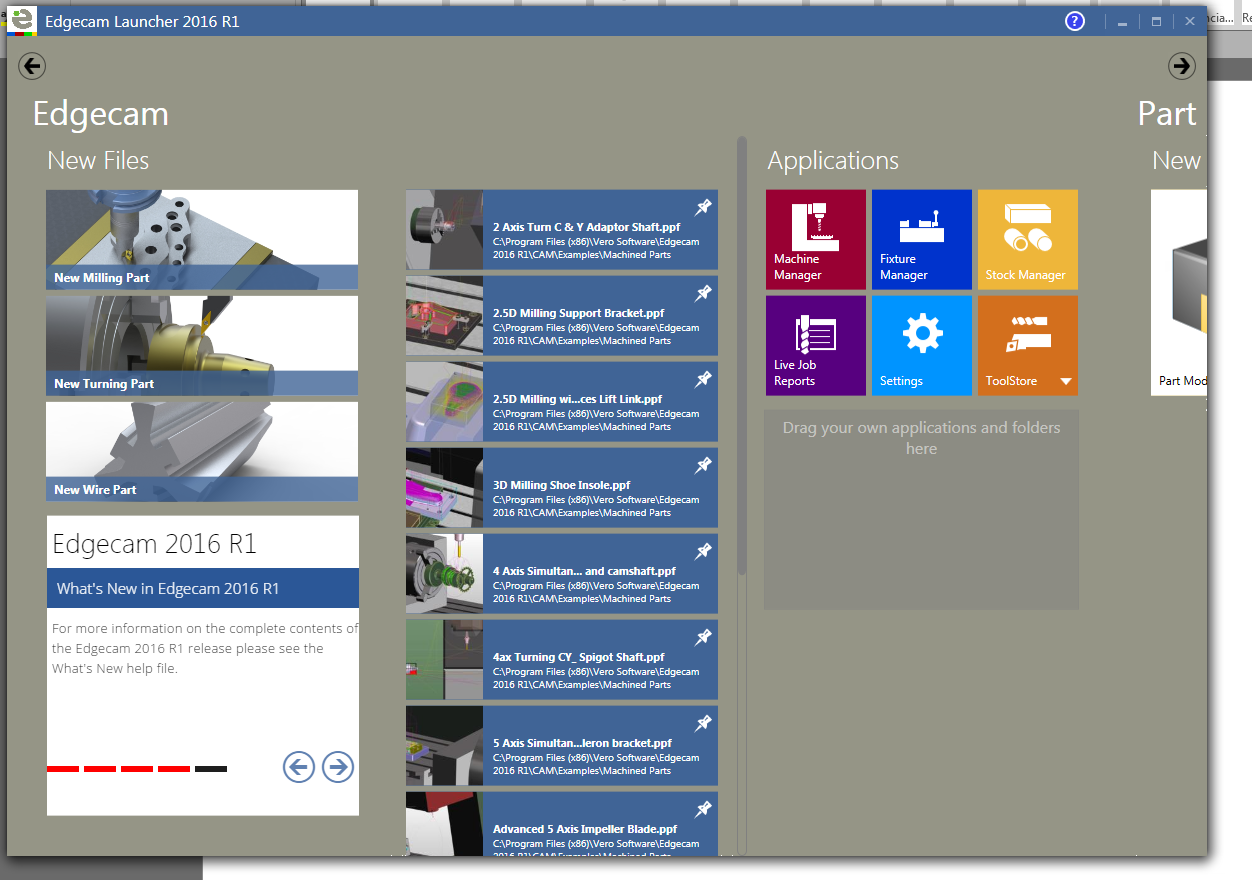 Edgecam Launcher 2016 R1
?
Edgecam
Part
New Files
New Milling Part
New Turning Part
New Wire Part
Edgecam 2016 R1
What's New in Edgecam 2016 R1
For more information on the complete contents of
the Edgecam 2016 R1 release please see the
What's New help file.
2 Axis Turn C & Y Adaptor Shaft.ppf
C:\Program Files (x86)\Vero Software\Edgecam
2016 R1\CAM\Examples\Machined Parts
2.5D Milling Support Bracket.ppf
C:\Program Files (x86)\Vero Software\Edgecam
2016 R1\CAM\Examples\Machined Parts
2.5D Milling wi...ces Lift Link.ppf
C:\Program Files (x86)\Vero Software\Edgecam
2016 R1\CAM\Examples\Machined Parts
3D Milling Shoe Insole.ppf
C:\Program Files (x86)\Vero Software\Edgecam
2016 R1\CAM\Examples\Machined Parts
4 Axis Simultan... and camshaft.ppf
C:\Program Files (x86)\Vero Software\Edgecam
2016 R1\CAM\Examples\Machined Parts
4ax Turning CY_ Spigot Shaft.ppf
C:\Program Files (x86)\Vero Software\Edgecam
2016 R1\CAM\Examples\Machined Parts
5 Axis Simultan...leron bracket.ppf
C:\Program Files (x86)\Vero Software\Edgecam
2016 R1\CAM\Examples\Machined Parts
Advanced 5 Axis Impeller Blade.ppf
C:\Program Files (x86)\Vero Software\Edgecam
2016 R1\CAM\Examples\Machined Parts
Applications
Machine
Manager
Fixture
Manager
Stock Manager
Live Job
Reports
Settings
ToolStore
Drag your own applications and folders
here
New
Part Mod